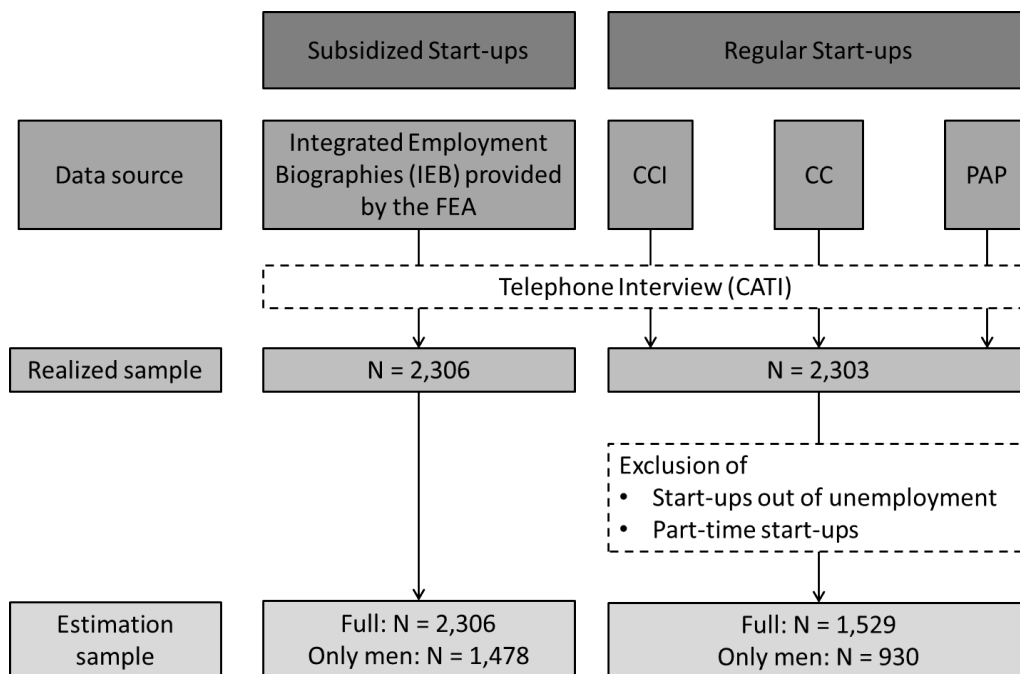 Subsidized Start-ups
Regular Start-ups
Data source
Integrated Employment
Biographies (IEB) provided
by the FEA
CCI
CC
PAP
Telephone Interview (CATI)
Realized sample
N = 2,306
N = 2,303
Exclusion of
• Start-ups out of unemployment
• Part-time start-ups
Estimation
sample
Full: N = 2,306
Only men: N = 1,478
Full: N = 1,529
Only men: N = 930